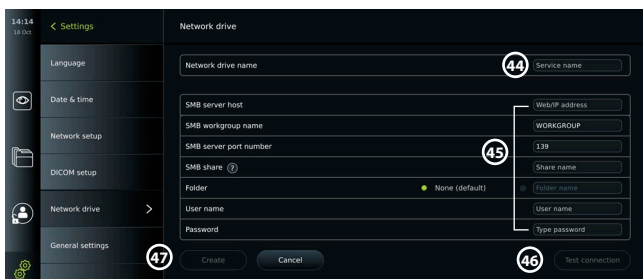 14:14
18 Oct
Settings
Network drive
Language
Date & time
Network setup
DICOM setup
Network drive
General settings
Network drive name
44
Service name
SMB server host
Web/IP address
SMB workgroup name
WORKGROUP
SMB server port number
45
139
SMB share ?
Share name
Folder
None (default)
Folder name
User name
User name
Password
Type password
47
Create
Cancel
46
Test connection